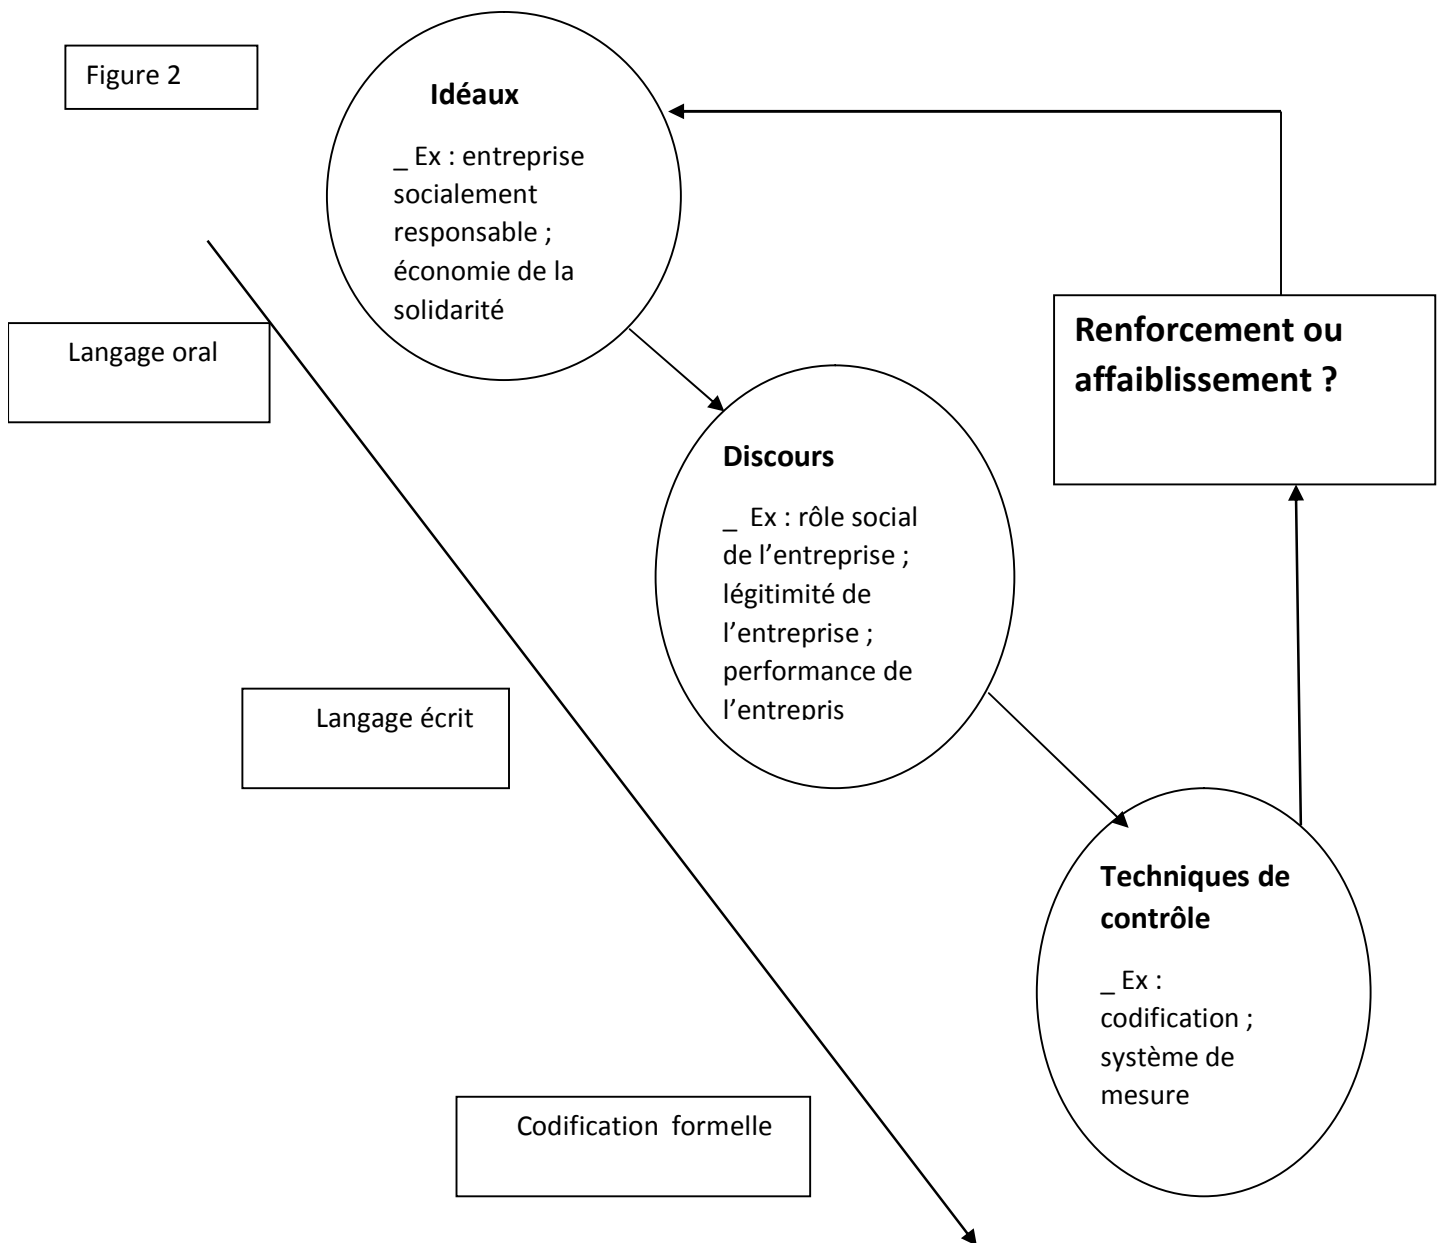 Figure 2
Idéaux
_ Ex : entreprise
socialement
responsable ;
économie de la
solidarité
Langage oral
Renforcement ou
affaiblissement ?
Discours
_ Ex : rôle social
de l’entreprise ;
légitimité de
l’entreprise ;
performance de
l’entrepris
Langage écrit
Techniques de
contrôle
_ Ex :
codification ;
système de
mesure
Codification formelle